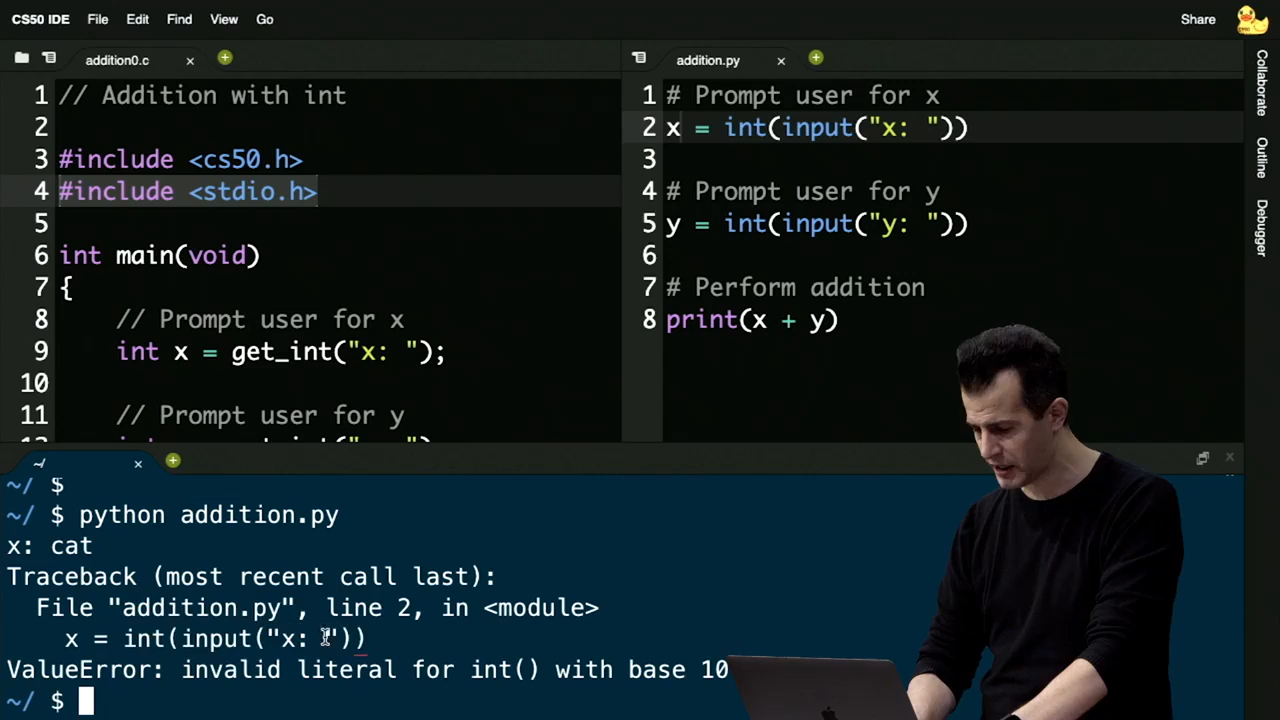 CS50 IDE File Edit Find View Go Share
addition0.c
1 // Addition with int
2
3 #include <cs50.h>
4 #include <stdio.h>
5
6 int main(void)
7 {
8 // Prompt user for x
9 int x = get_int("x: ");
10
11 // Prompt user for y
addition.py
1 # Prompt user for x
2 x = int(input("x: "))
3
4 # Prompt user for y
5 y = int(input("y: "))
6
7 # Perform addition
8 print(x + y)
Collaborate
Outline
Debugger
~/ $
~/ $ python addition.py
x: cat
Traceback (most recent call last):
File "addition.py", line 2, in <module>
x = int(input("x: "))
ValueError: invalid literal for int() with base 10
~/ $